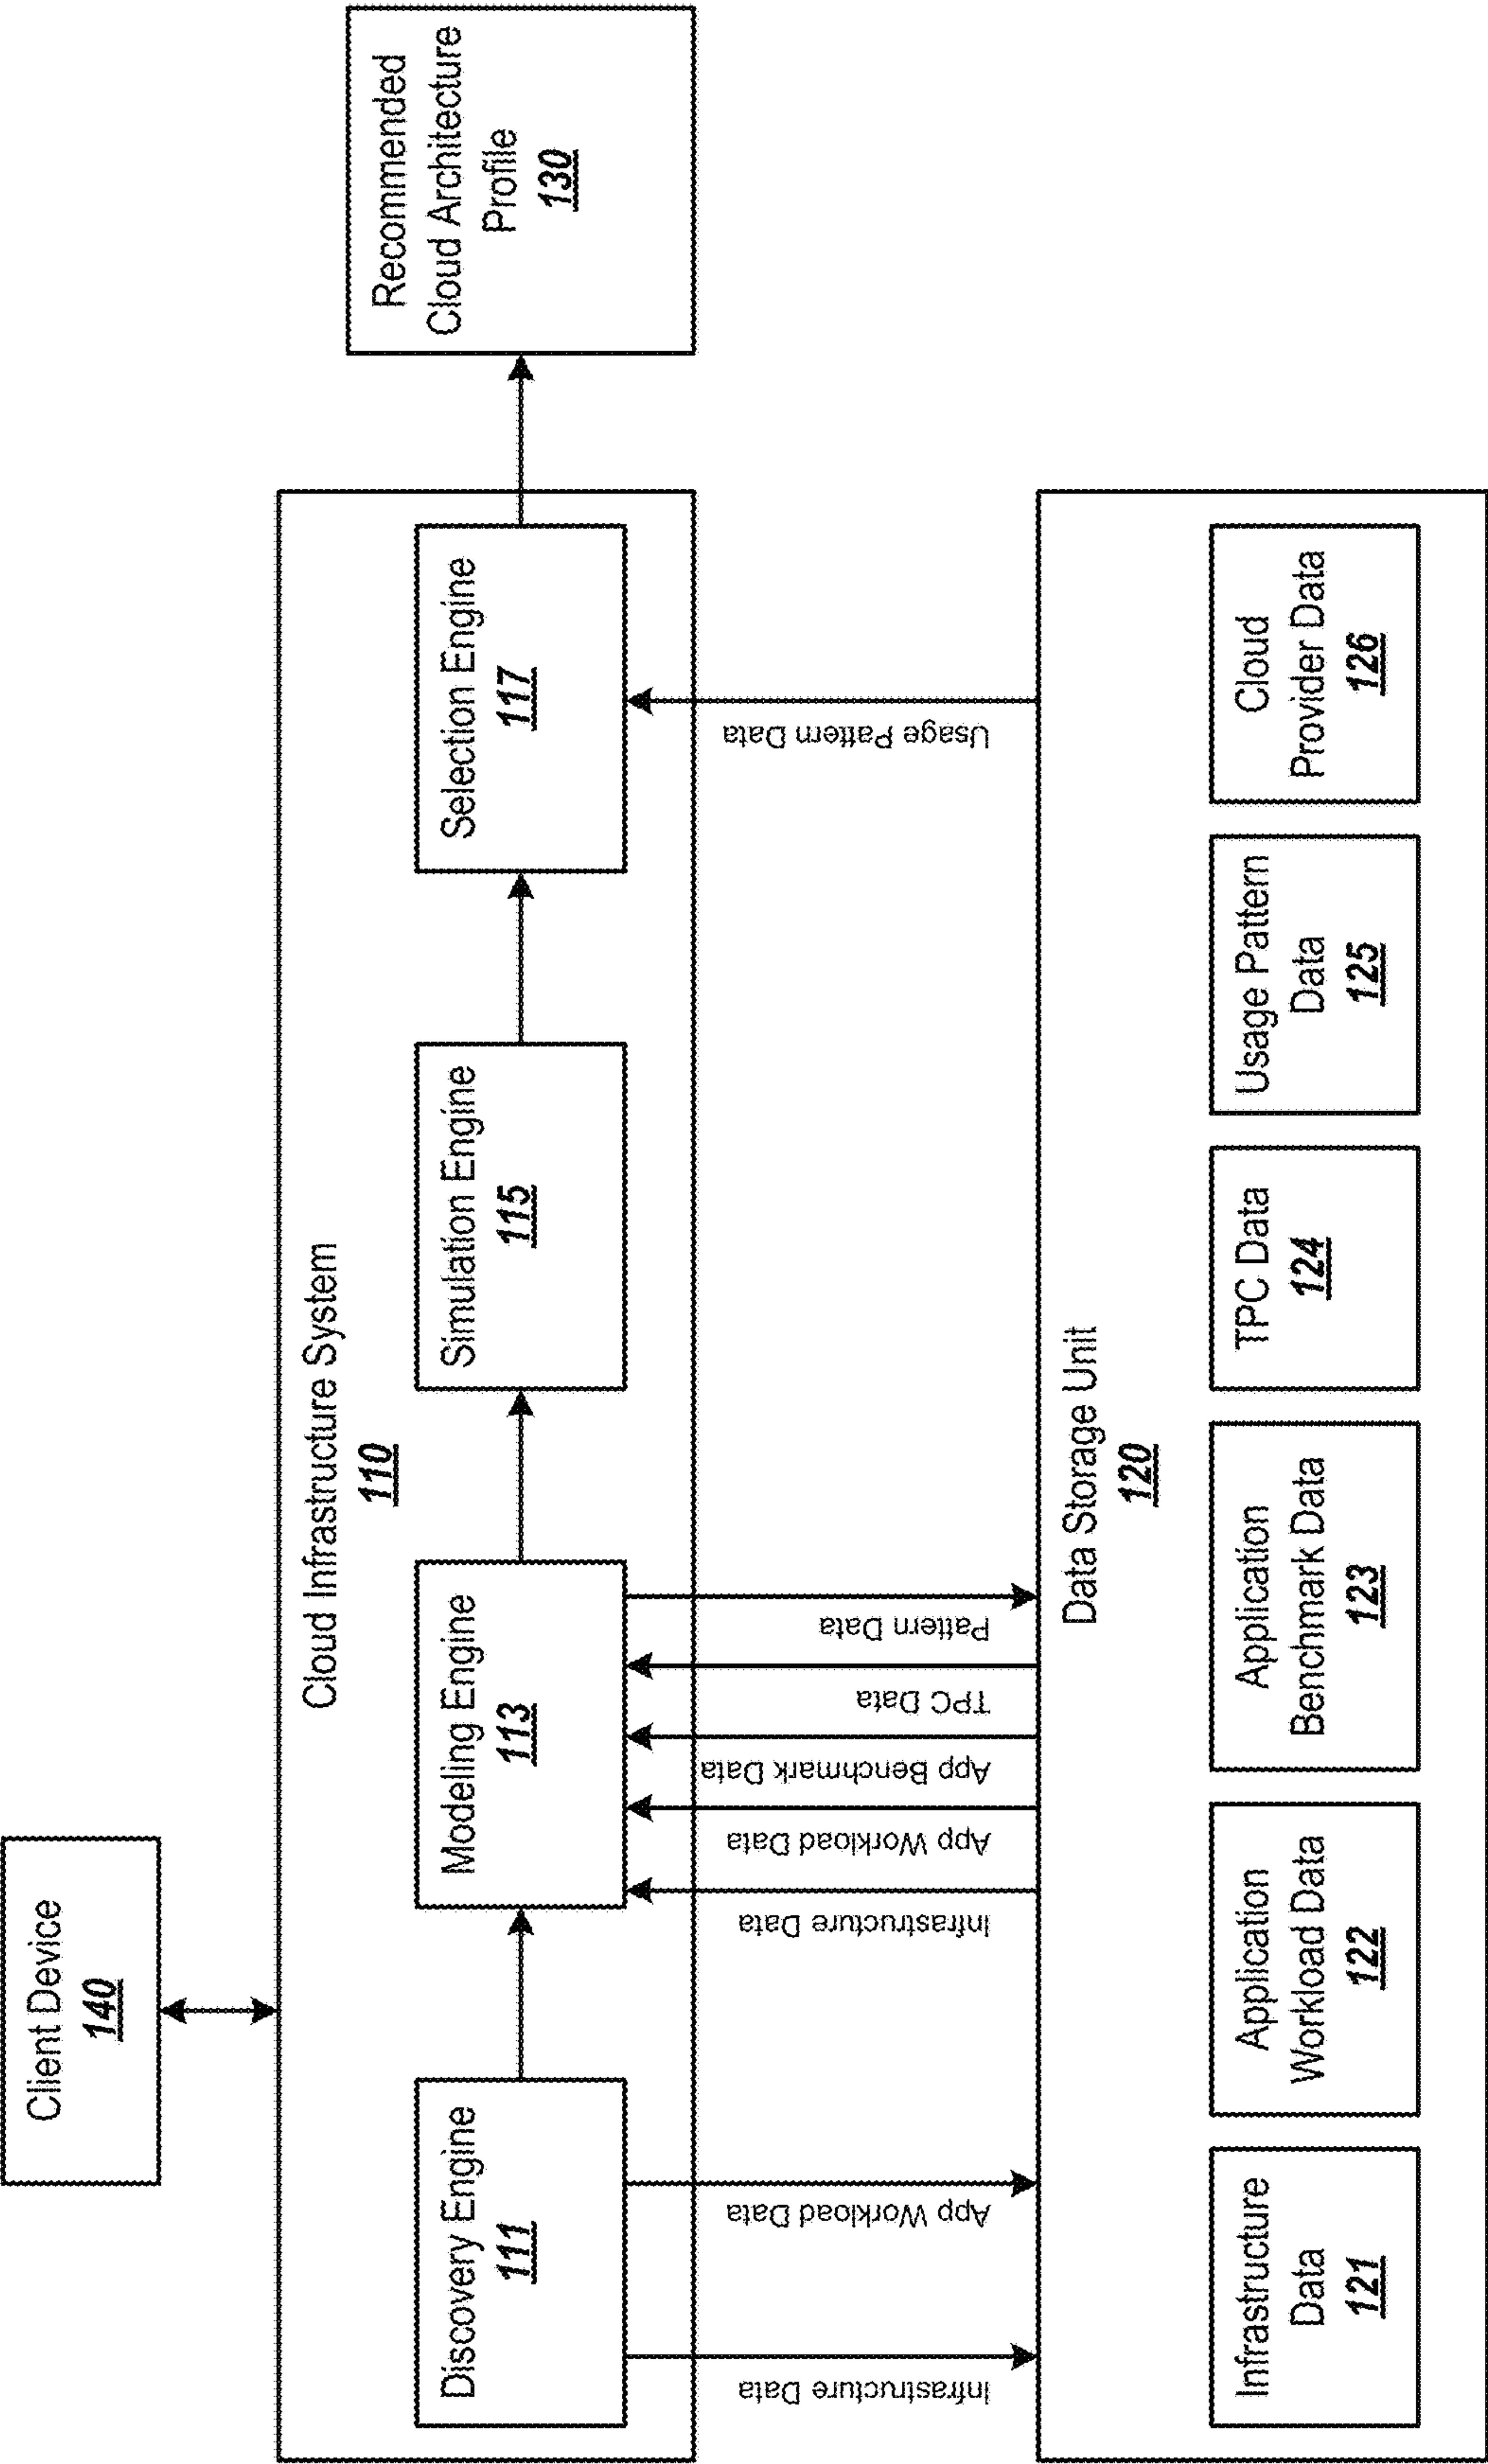 Client Device
140
Cloud Infrastructure System
110
Discovery Engine
111
Modeling Engine
113
Simulation Engine
115
Selection Engine
117
Recommended
Cloud Architecture
Profile
130
Infrastructure Data
App Workload Data
Infrastructure Data
App Workload Data
App Benchmark Data
TPC Data
Pattern Data
Usage Pattern Data
Data Storage Unit
120
Infrastructure
Data
121
Application
Workload Data
122
Application
Benchmark Data
123
TPC Data
124
Usage Pattern
Data
125
Cloud
Provider Data
126